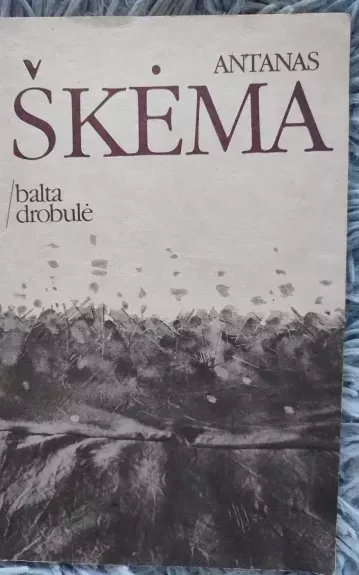 ANTANAS
ŠKĖMA
/balta
drobulė